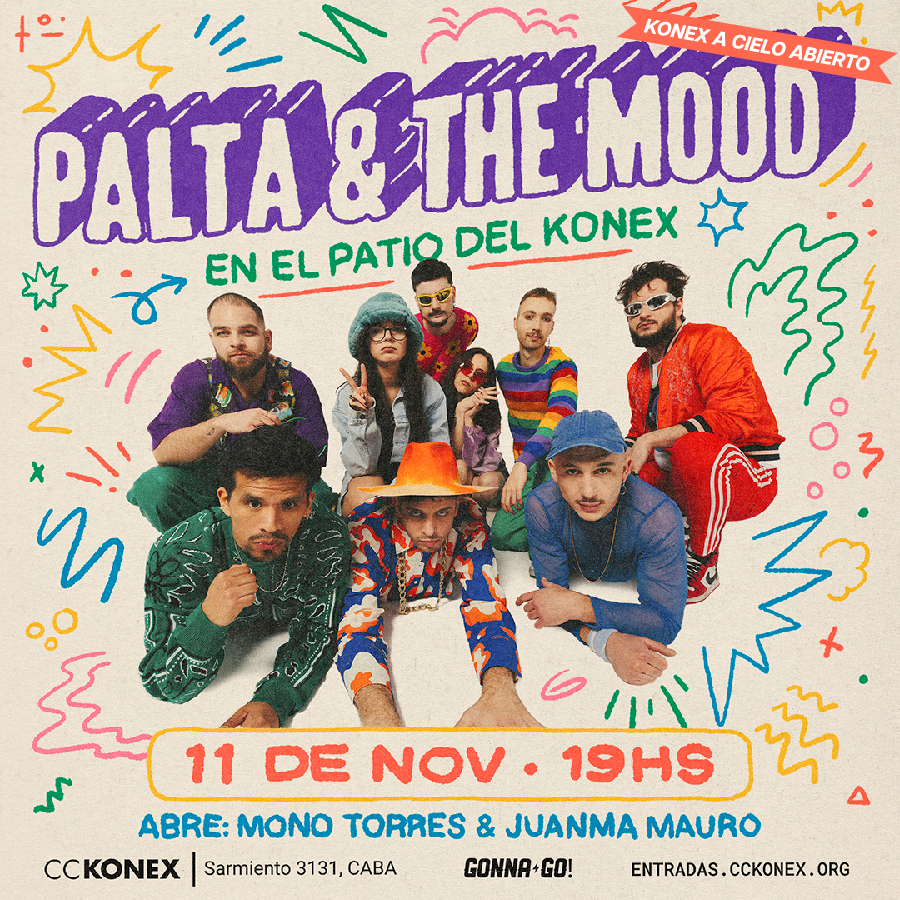 KONEX A CIELO ABIERTO
PALTA & THE MOOD
EN EL PATIO DEL KONEX
11 DE NOV · 19HS
ABRE: MONO TORRES & JUANMA MAURO
CCKONEX | Sarmiento 3131, CABA
GONNA GO!
ENTRADAS.CCKONEX.ORG